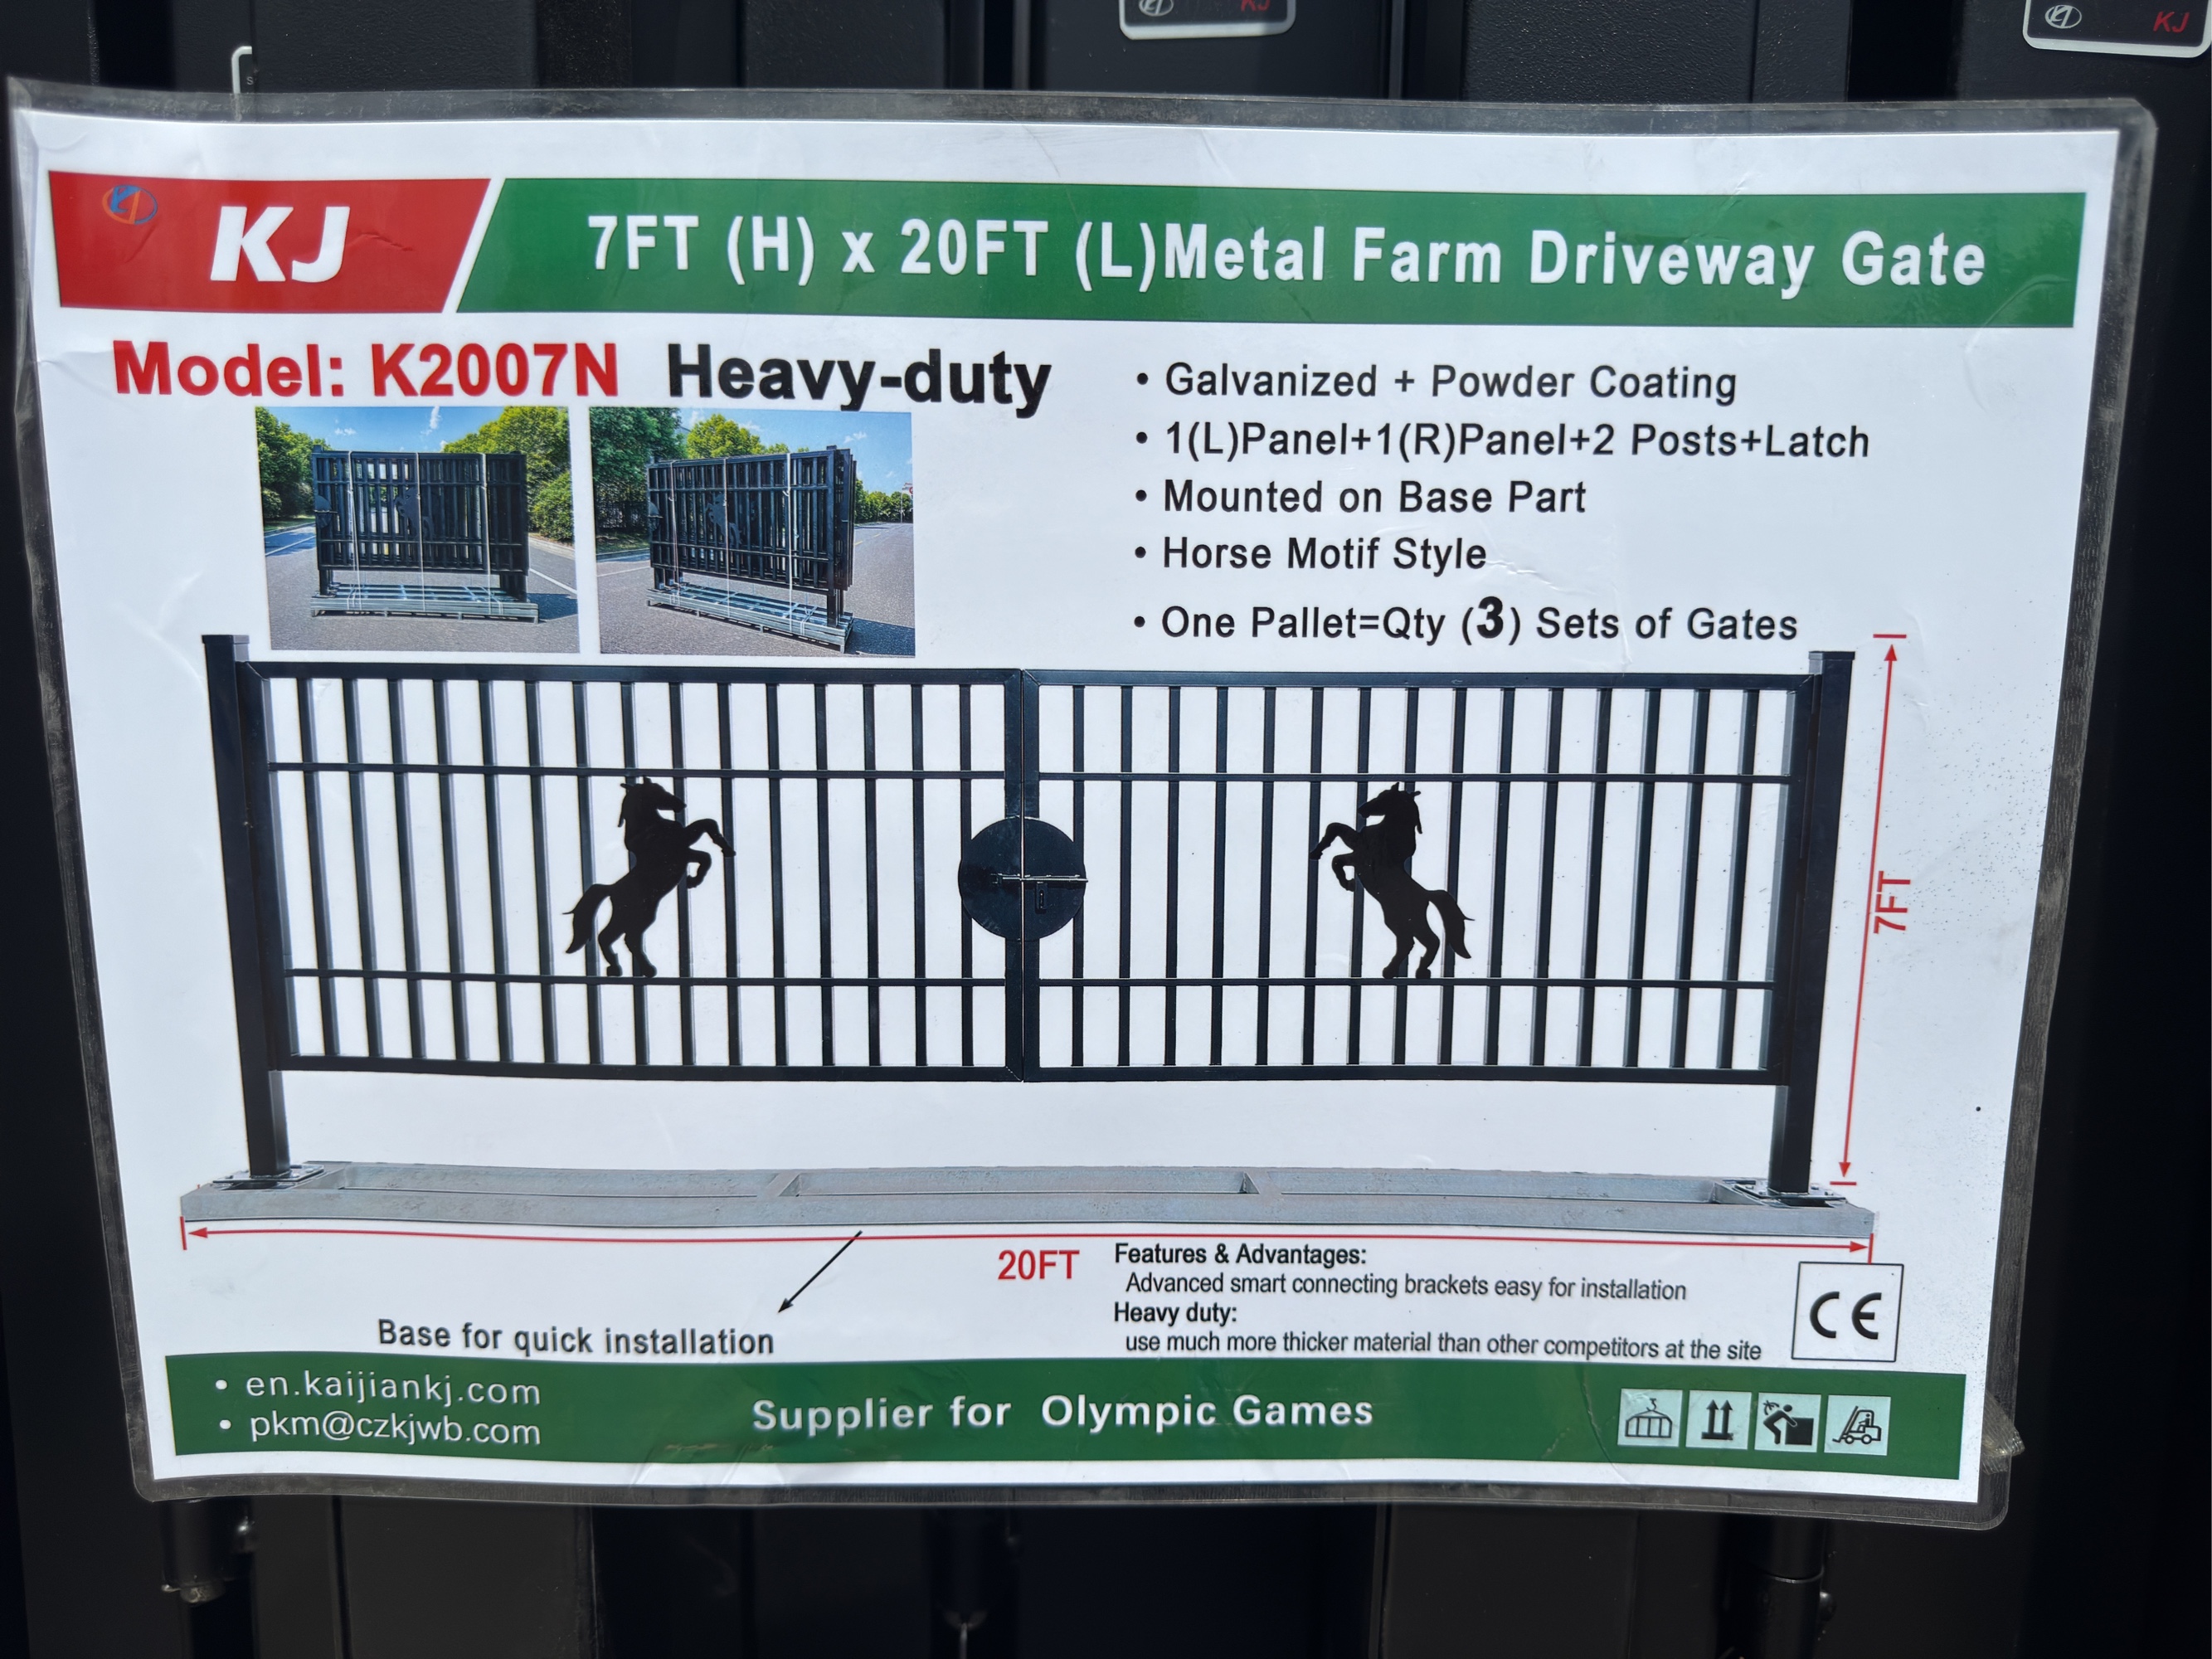 KJ
KJ
KJ
7FT (H) x 20FT (L)Metal Farm Driveway Gate
Model: K2007N Heavy-duty
• Galvanized + Powder Coating
• 1(L)Panel+1(R)Panel+2 Posts+Latch
• Mounted on Base Part
• Horse Motif Style
• One Pallet=Qty (3) Sets of Gates
7FT
20FT
Features & Advantages:
Advanced smart connecting brackets easy for installation
Heavy duty:
use much more thicker material than other competitors at the site
CE
Base for quick installation
• en.kaijiankj.com
• pkm@czkjwb.com
Supplier for Olympic Games
3